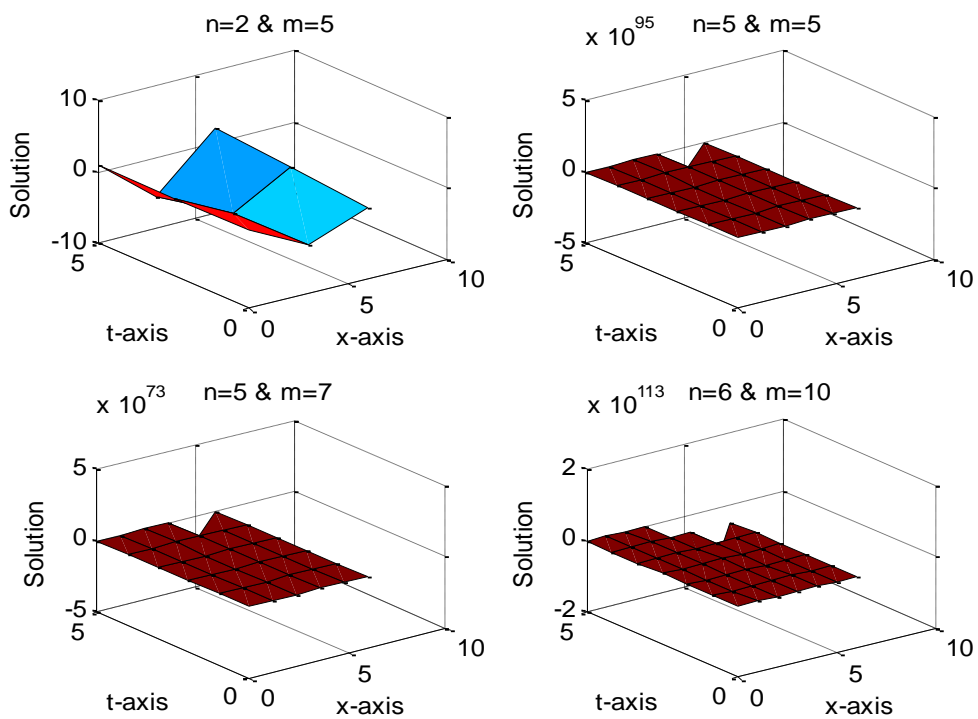 n=2 & m=5
10
0
-10
Solution
5
0
t-axis
0
5
10
x-axis
x 10^95
n=5 & m=5
5
0
-5
Solution
5
0
t-axis
0
5
10
x-axis
x 10^73
n=5 & m=7
5
0
-5
Solution
5
0
t-axis
0
5
10
x-axis
x 10^113
n=6 & m=10
2
0
-2
Solution
5
0
t-axis
0
5
10
x-axis